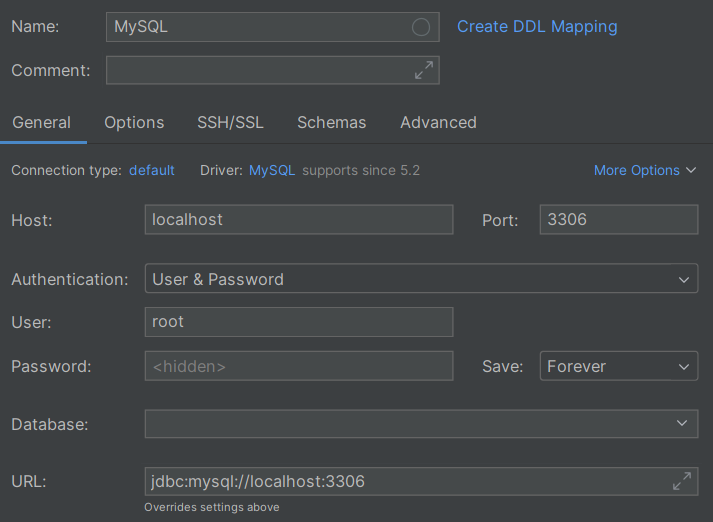 Name: MySQL Create DDL Mapping
Comment:
General Options SSH/SSL Schemas Advanced
Connection type: default Driver: MySQL supports since 5.2 More Options
Host: localhost Port: 3306
Authentication: User & Password
User: root
Password: <hidden> Save: Forever
Database:
URL: jdbc:mysql://localhost:3306
Overrides settings above